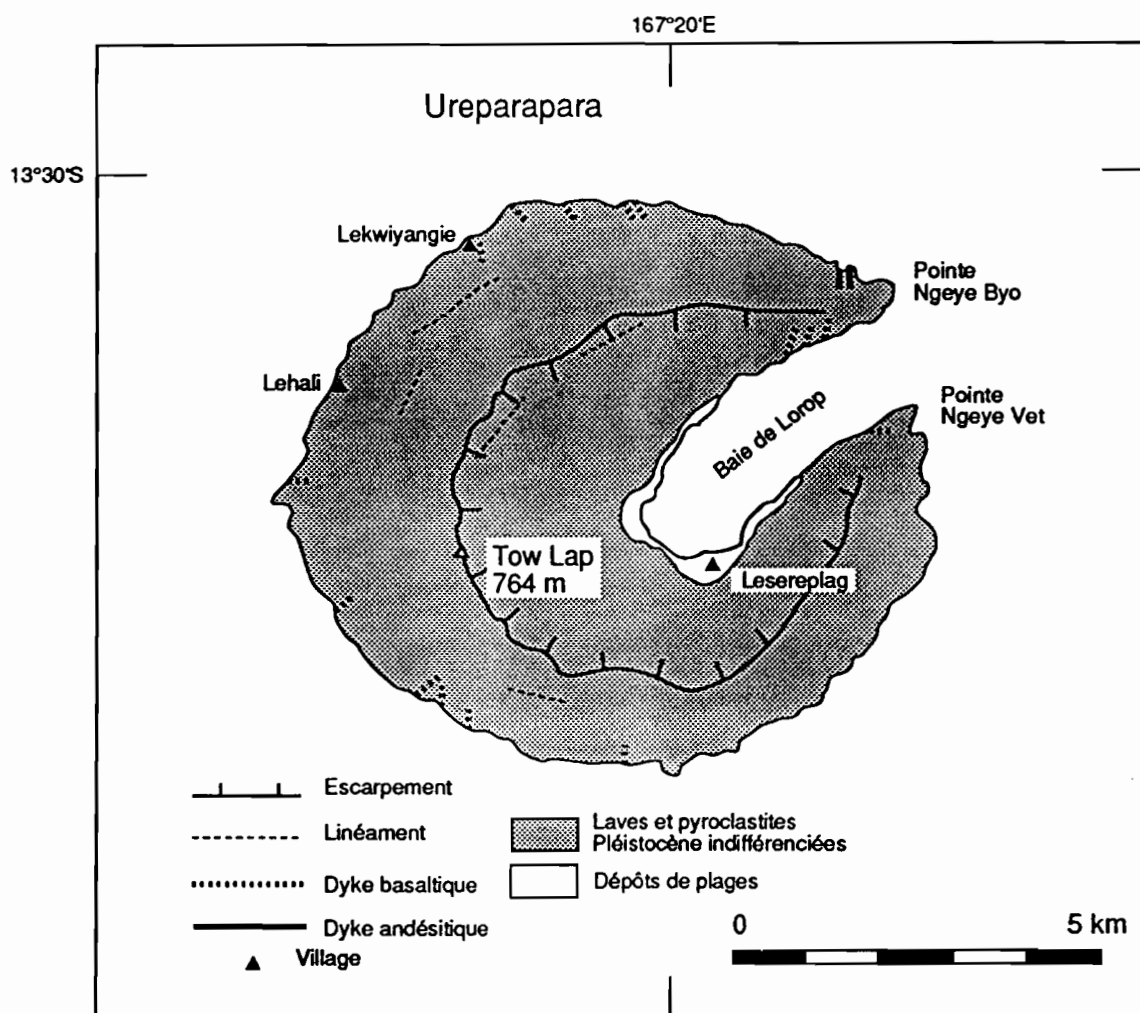 167°20'E
Ureparapara
13°30'S
Lekwiyangie
Pointe
Ngeye Byo
Lehali
Pointe
Ngeye Vet
Baie de Lorop
Tow Lap
764 m
Lesereplag
Escarpement
Linéament
Dyke basaltique
Dyke andésitique
Village
Laves et pyroclastites
Pléistocène indifférenciées
Dépôts de plages
0 5 km